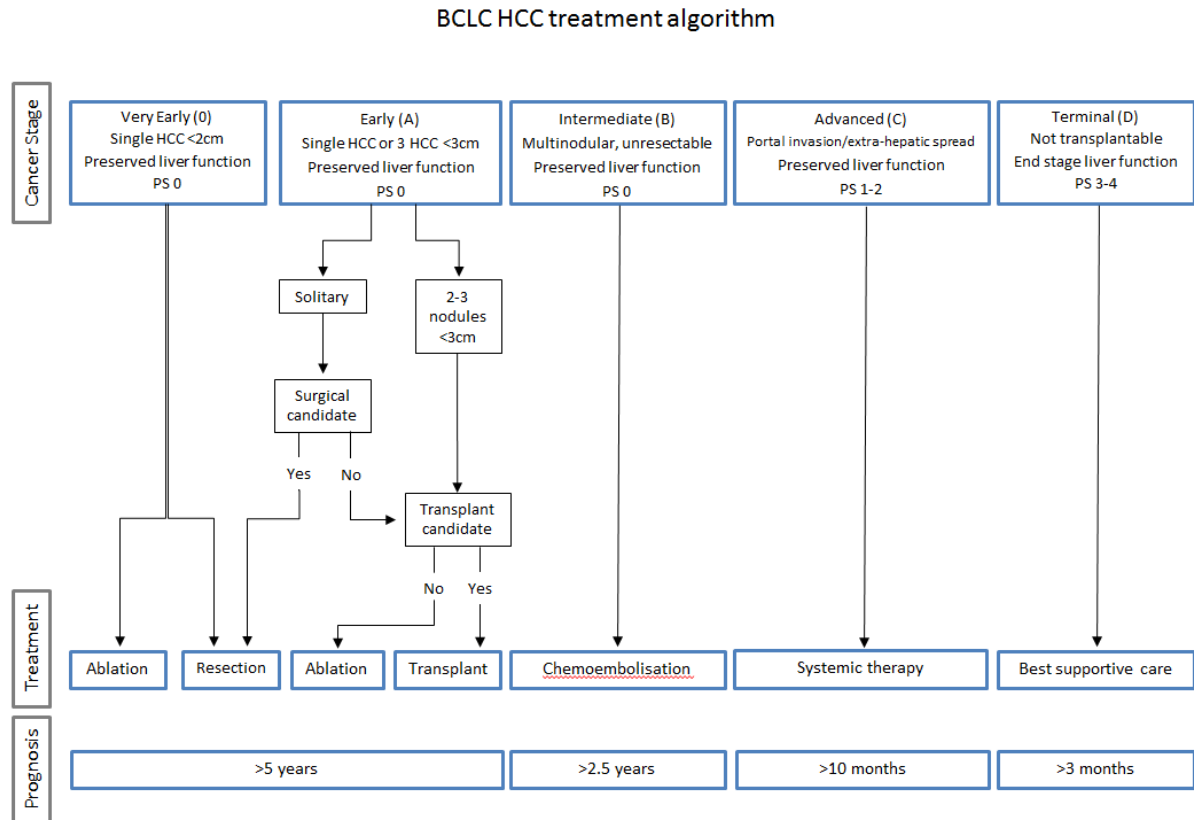 BCLC HCC treatment algorithm
Cancer Stage
Very Early (0)
Single HCC <2cm
Preserved liver function
PS 0
Early (A)
Single HCC or 3 HCC <3cm
Preserved liver function
PS 0
Intermediate (B)
Multinodular, unresectable
Preserved liver function
PS 0
Advanced (C)
Portal invasion/extra-hepatic spread
Preserved liver function
PS 1-2
Terminal (D)
Not transplantable
End stage liver function
PS 3-4
Solitary
2-3
nodules
<3cm
Surgical
candidate
Yes
No
Transplant
candidate
No
Yes
Treatment
Ablation
Resection
Ablation
Transplant
Chemoembolisation
Systemic therapy
Best supportive care
Prognosis
>5 years
>2.5 years
>10 months
>3 months